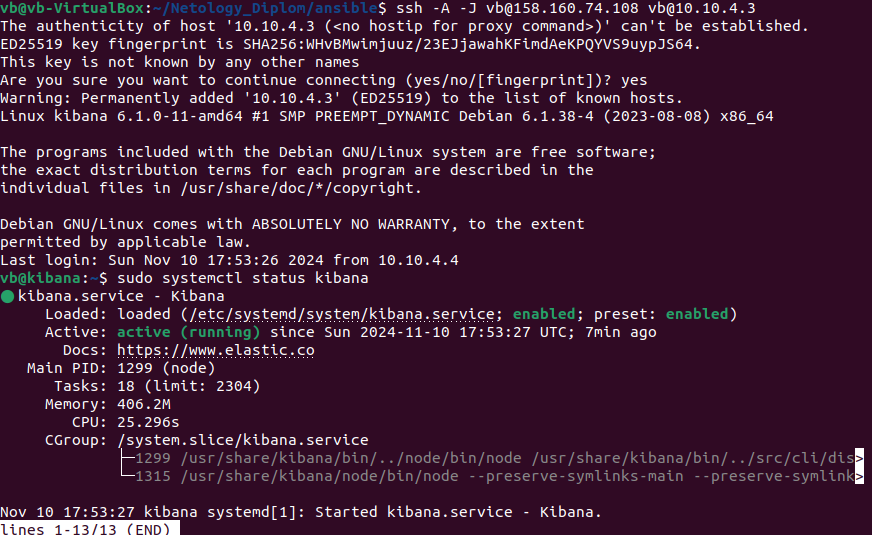 vb@vb-VirtualBox:~/Netology_Diplom/ansible$ ssh -A -J vb@158.160.74.108 vb@10.10.4.3
The authenticity of host '10.10.4.3 (<no hostip for proxy command>)' can't be established.
ED25519 key fingerprint is SHA256:WHvBMwimjuuz/23EJjawahKFimdAeKPQYVS9uypJS64.
This key is not known by any other names
Are you sure you want to continue connecting (yes/no/[fingerprint])? yes
Warning: Permanently added '10.10.4.3' (ED25519) to the list of known hosts.
Linux kibana 6.1.0-11-amd64 #1 SMP PREEMPT_DYNAMIC Debian 6.1.38-4 (2023-08-08) x86_64

The programs included with the Debian GNU/Linux system are free software;
the exact distribution terms for each program are described in the
individual files in /usr/share/doc/*/copyright.

Debian GNU/Linux comes with ABSOLUTELY NO WARRANTY, to the extent
permitted by applicable law.
Last login: Sun Nov 10 17:53:26 2024 from 10.10.4.4
vb@kibana:~$ sudo systemctl status kibana
● kibana.service - Kibana
     Loaded: loaded (/etc/systemd/system/kibana.service; enabled; preset: enabled)
     Active: active (running) since Sun 2024-11-10 17:53:27 UTC; 7min ago
       Docs: https://www.elastic.co
   Main PID: 1299 (node)
      Tasks: 18 (limit: 2304)
     Memory: 406.2M
        CPU: 25.296s
     CGroup: /system.slice/kibana.service
             ├─1299 /usr/share/kibana/bin/../node/bin/node /usr/share/kibana/bin/../src/cli/dis>
             └─1315 /usr/share/kibana/node/bin/node --preserve-symlinks-main --preserve-symlink>

Nov 10 17:53:27 kibana systemd[1]: Started kibana.service - Kibana.
lines 1-13/13 (END)